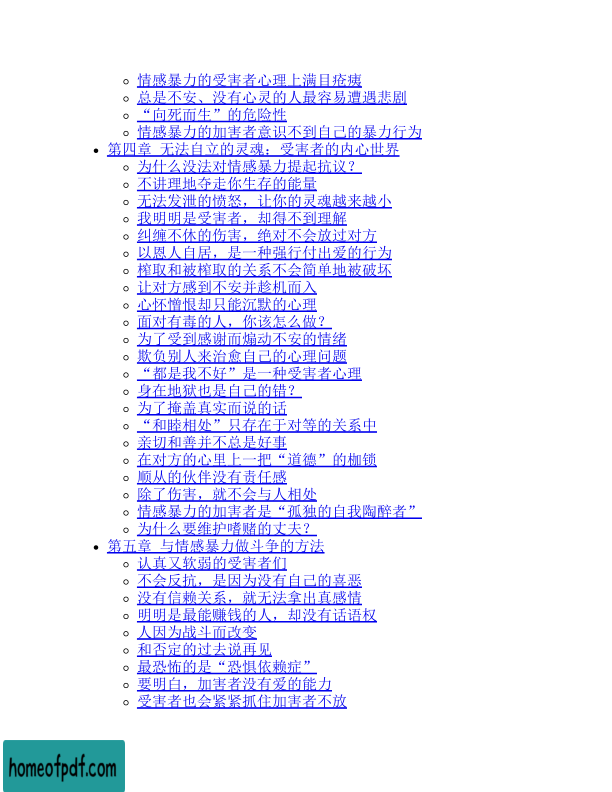 情感暴力的受害者心理上满目疮痍
总是不安、没有心灵的人最容易遭遇悲剧
“向死而生”的危险性
情感暴力的加害者意识不到自己的暴力行为
第四章 无法自立的灵魂：受害者的内心世界
为什么没法对情感暴力提起抗议？
不讲理地夺走你生存的能量
无法发泄的愤怒，让你的灵魂越来越小
我明明是受害者，却得不到理解
纠缠不休的伤害，绝对不会放过对方
以恩人自居，是一种强行付出爱的行为
榨取和被榨取的关系不会简单地被破坏
让对方感到不安并趁机而入
心怀憎恨却只能沉默的心理
面对有毒的人，你该怎么做？
为了受到感谢而煽动不安的情绪
欺负别人来治愈自己的心理问题
“都是我不好”是一种受害者心理
身在地狱也是自己的错？
为了掩盖真实而说的话
“和睦相处”只存在于对等的关系中
亲切和善并不总是好事
在对方的心里上一把“道德”的枷锁
顺从的伙伴没有责任感
除了伤害，就不会与人相处
情感暴力的加害者是“孤独的自我陶醉者”
为什么要维护嗜赌的丈夫？
第五章 与情感暴力做斗争的方法
认真又软弱的受害者们
不会反抗，是因为没有自己的喜恶
没有信赖关系，就无法拿出真感情
明明是最能赚钱的人，却没有话语权
人因为战斗而改变
和否定的过去说再见
最恐怖的是“恐惧依赖症”
要明白，加害者没有爱的能力
受害者也会紧紧抓住加害者不放
homeofpdf.com